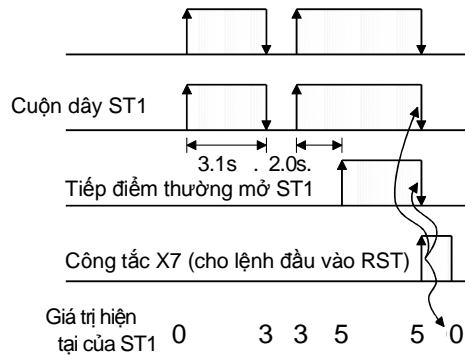 Cuộn dây ST1
3.1s . 2.0s.
Tiếp điểm thường mở ST1
Công tắc X7 (cho lệnh đầu vào RST)
Giá trị hiện
tại của ST1 0 3 3 5 5 0